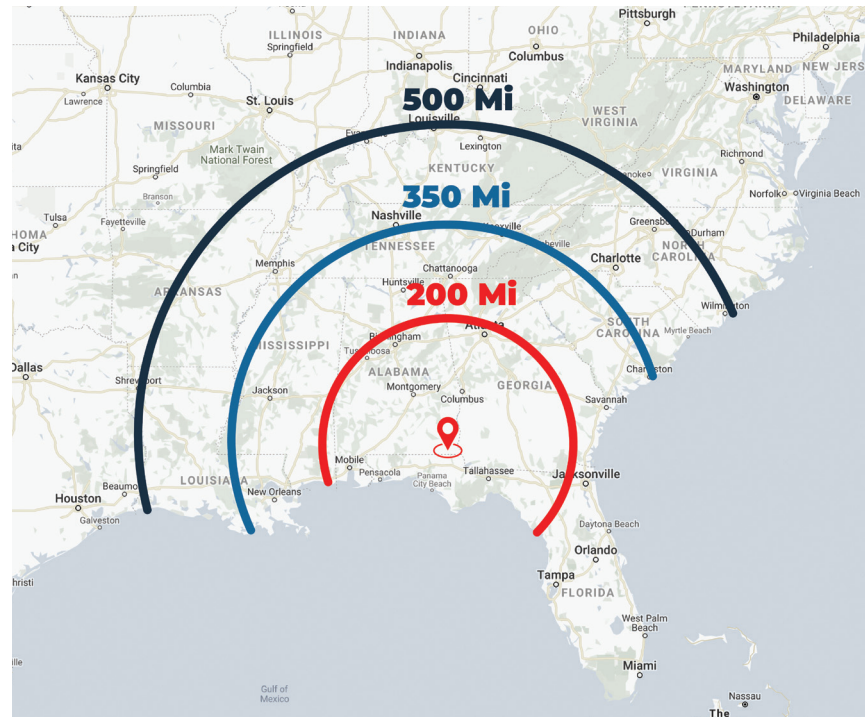 Pittsburgh
ILLINOIS
INDIANA
OHIO
Philadelphia
Springfield
Columbus
Indianapolis
MARYLAND
NEW JERS
Kansas City
Columbia
Cincinnati
Washington
Lawrence
St. Louis
500 Mi
DELAWARE
WEST
VIRGINIA
MISSOURI
Louisville
Mark Twain
National Forest
Lexington
Richmond
Springfield
KENTUCKY
VIRGINIA
Branson
350 Mi
Norfolk
Virginia Beach
Tulsa
Fayetteville
Nashville
Greensb
Durham
HOMA
a City
TENNESSEE
NORTH
CAROLINA
Charlotte
Memphis
Chattanooga
Huntsville
ARKANSAS
200 Mi
Wilmington
SOUTH
CAROLINA
Myrtle Beach
Atlanta
Birmingham
MISSISSIPPI
Tuscaloosa
Dallas
ALABAMA
Charleston
Shreveport
Montgomery
GEORGIA
Jackson
Columbus
Savannah
Mobile
Tallahassee
Pensacola
Panama
City Beach
Jacksonville
LOUISIANA
Beaumo
New Orleans
Houston
Galveston
Daytona Beach
Orlando
Tampa
christi
FLORIDA
West Palm
Beach
Miami
Gulf of
Mexico
Nassau
The